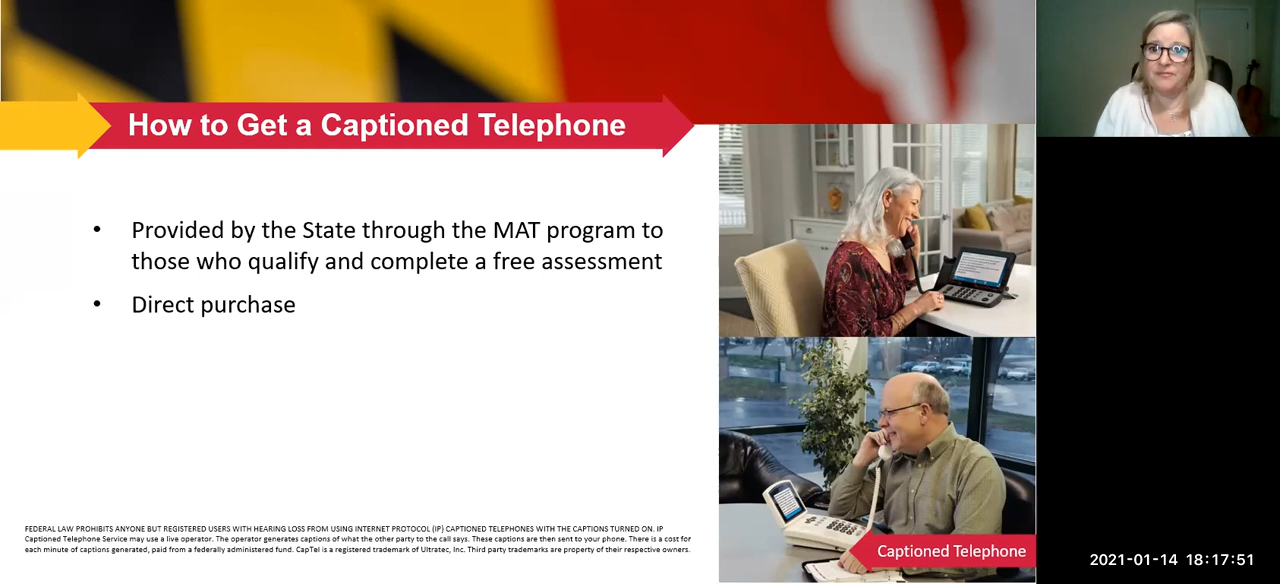 How to Get a Captioned Telephone
• Provided by the State through the MAT program to
those who qualify and complete a free assessment
• Direct purchase
FEDERAL LAW PROHIBITS ANYONE BUT REGISTERED USERS WITH HEARING LOSS FROM USING INTERNET PROTOCOL (IP) CAPTIONED TELEPHONES WITH THE CAPTIONS TURNED ON. IP
Captioned Telephone Service may use a live operator. The operator generates captions of what the other party to the call says. These captions are then sent to your phone. There is a cost for
each minute of captions generated, paid from a federally administered fund. CapTel is a registered trademark of Ultratec, Inc. Third party trademarks are property of their respective owners.
Captioned Telephone
2021-01-14 18:17:51